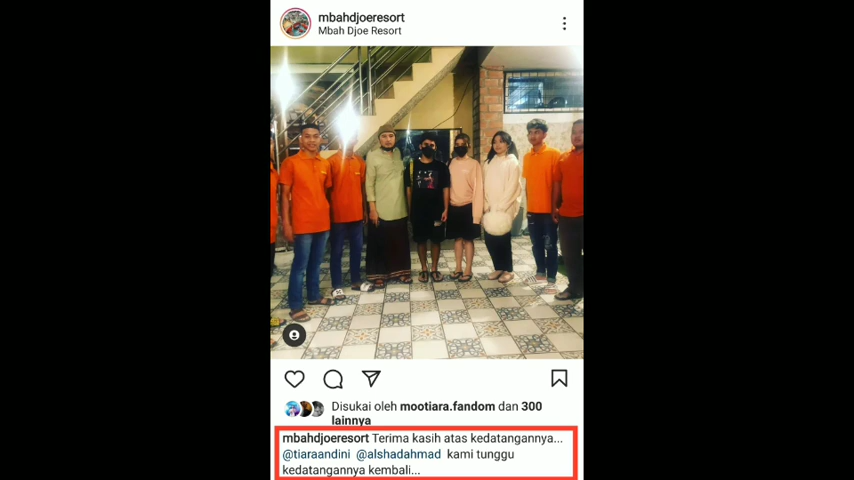 mbahdjoeresort
Mbah Djoe Resort
Disukai oleh mootiara.fandom dan 300
lainnya
mbahdjoeresort Terima kasih atas kedatangannya...
@tiaraandini @alshadahmad kami tunggu
kedatangannya kembali...